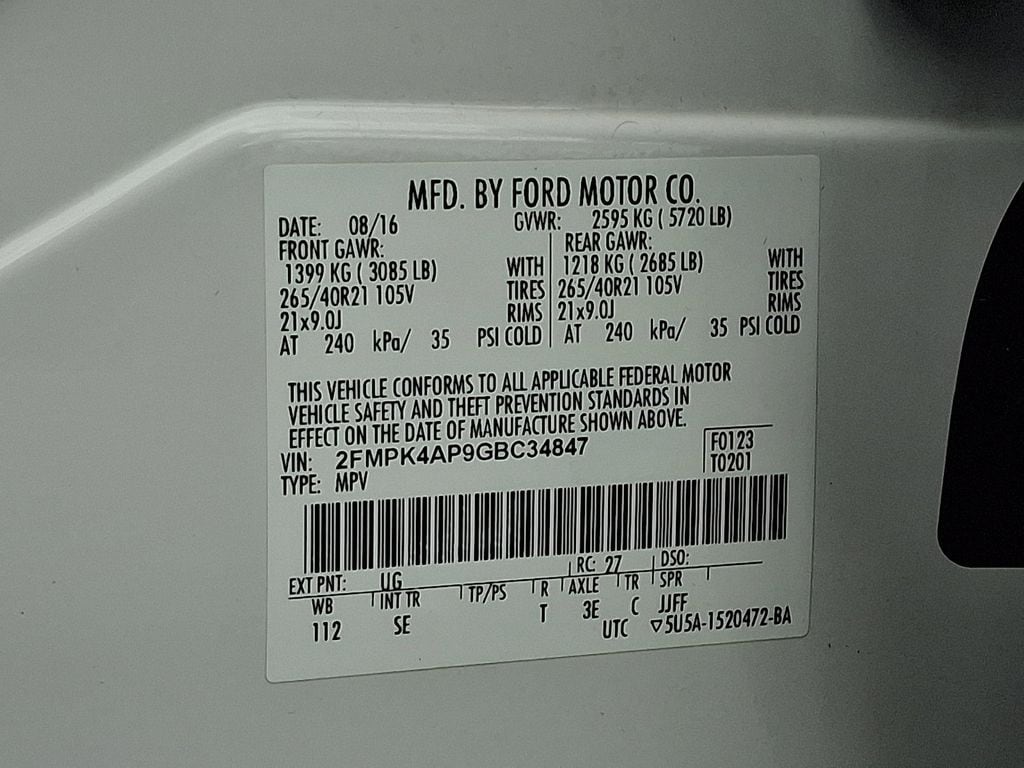 MFD. BY FORD MOTOR CO.
DATE: 08/16 GVWR: 2595 KG ( 5720 LB)
FRONT GAWR: REAR GAWR:
1399 KG ( 3085 LB) WITH 1218 KG ( 2685 LB) WITH
265/40R21 105V TIRES 265/40R21 105V TIRES
21x9.0J RIMS 21x9.0J RIMS
AT 240 kPa/ 35 PSI COLD AT 240 kPa/ 35 PSI COLD
THIS VEHICLE CONFORMS TO ALL APPLICABLE FEDERAL MOTOR
VEHICLE SAFETY AND THEFT PREVENTION STANDARDS IN
EFFECT ON THE DATE OF MANUFACTURE SHOWN ABOVE.
VIN: 2FMPK4AP9GBC34847 F0123
TYPE: MPV T0201
EXT PNT: UG RC: 27 DSO:
WB INT TR TP/PS R AXLE TR SPR
112 SE T 3E C JJFF
UTC ▽5U5A-1520472-BA